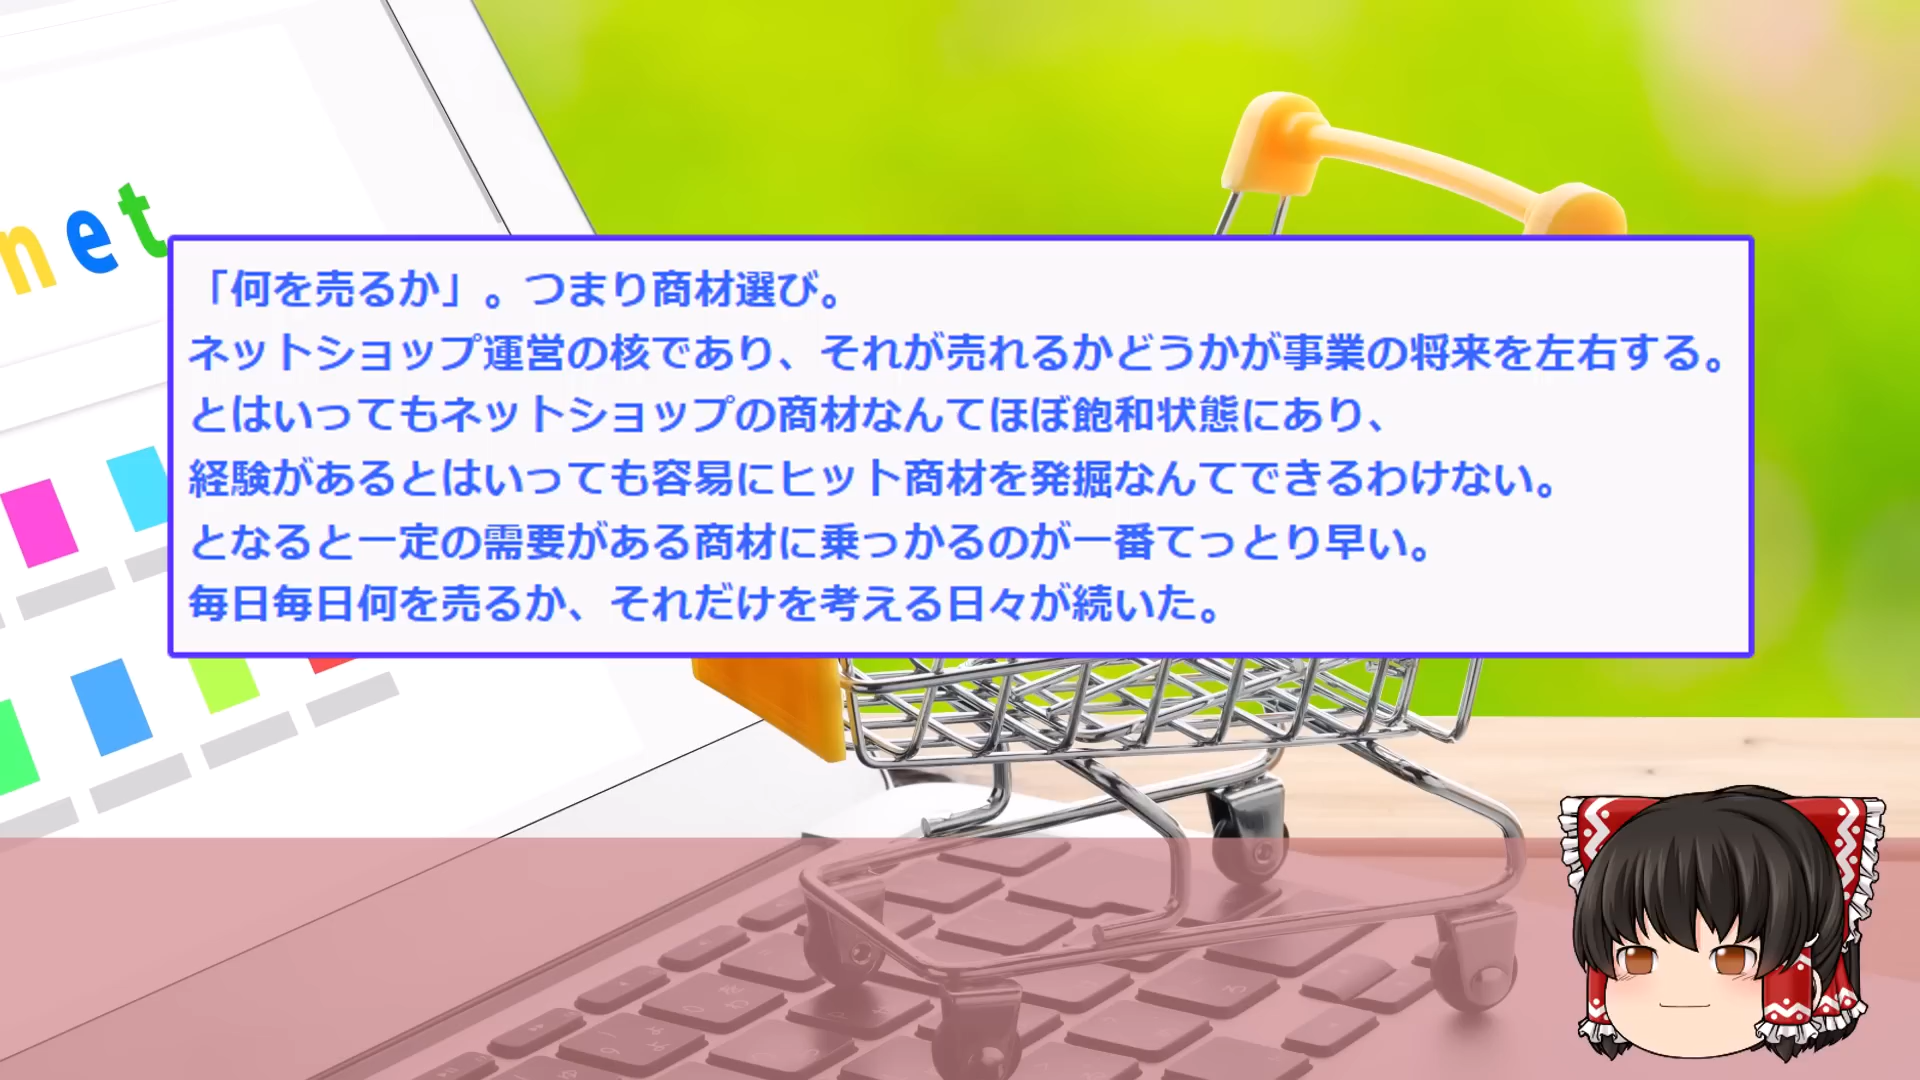 net
「何を売るか」。つまり商材選び。
ネットショップ運営の核であり、それが売れるかどうかが事業の将来を左右する。
とはいってもネットショップの商材なんてほぼ飽和状態にあり、
経験があるとはいっても容易にヒット商材を発掘なんてできるわけない。
となると一定の需要がある商材に乗っかるのが一番てっとり早い。
毎日毎日何を売るか、それだけを考える日々が続いた。